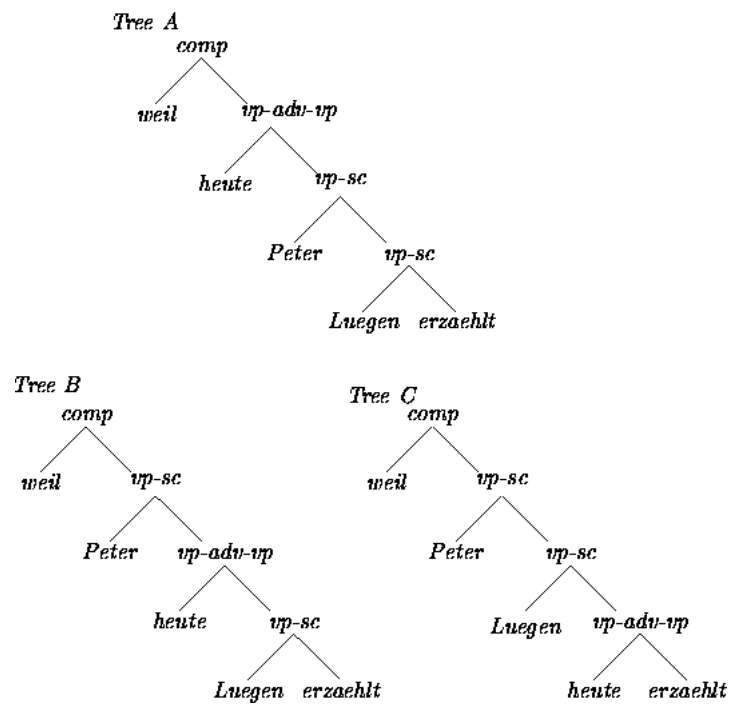 Tree A
comp
weil vp-adv-vp
heute vp-sc
Peter vp-sc
Luegen erzaehlt
Tree B
comp
weil vp-sc
Peter vp-adv-vp
heute vp-sc
Luegen erzaehlt
Tree C
comp
weil vp-sc
Peter vp-sc
Luegen vp-adv-vp
heute erzaehlt